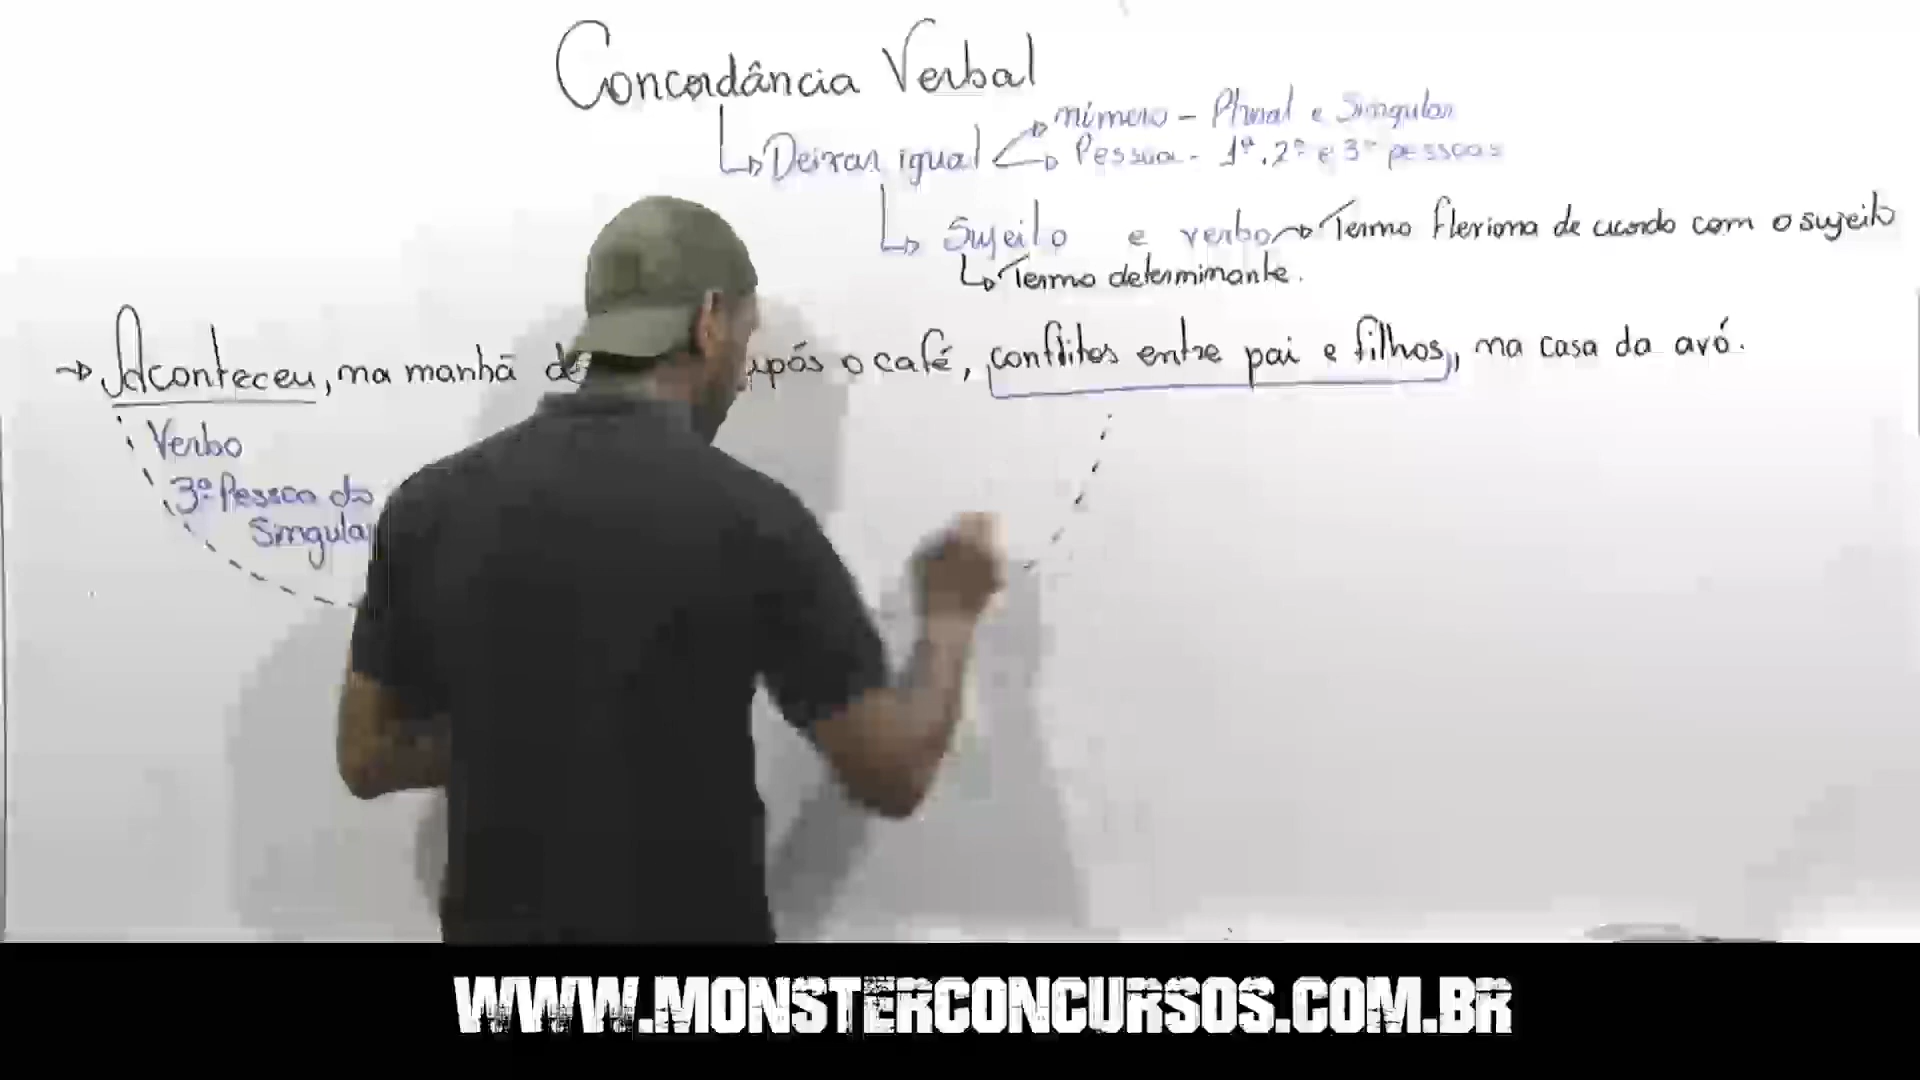 Concordância Verbal
↳ Deixar igual
→ número - Plural e Singular
→ Pessoa - 1ª, 2ª e 3ª pessoas
↳ Sujeito e verbo → Termo flexiona de acordo com o sujeito
↳ Termo determinante.
→ Aconteceu, na manhã de após o café, conflitos entre pai e filhos, na casa da avó.
Verbo
3ª Pessoa do
Singula
WWW.MONSTERCONCURSOS.COM.BR